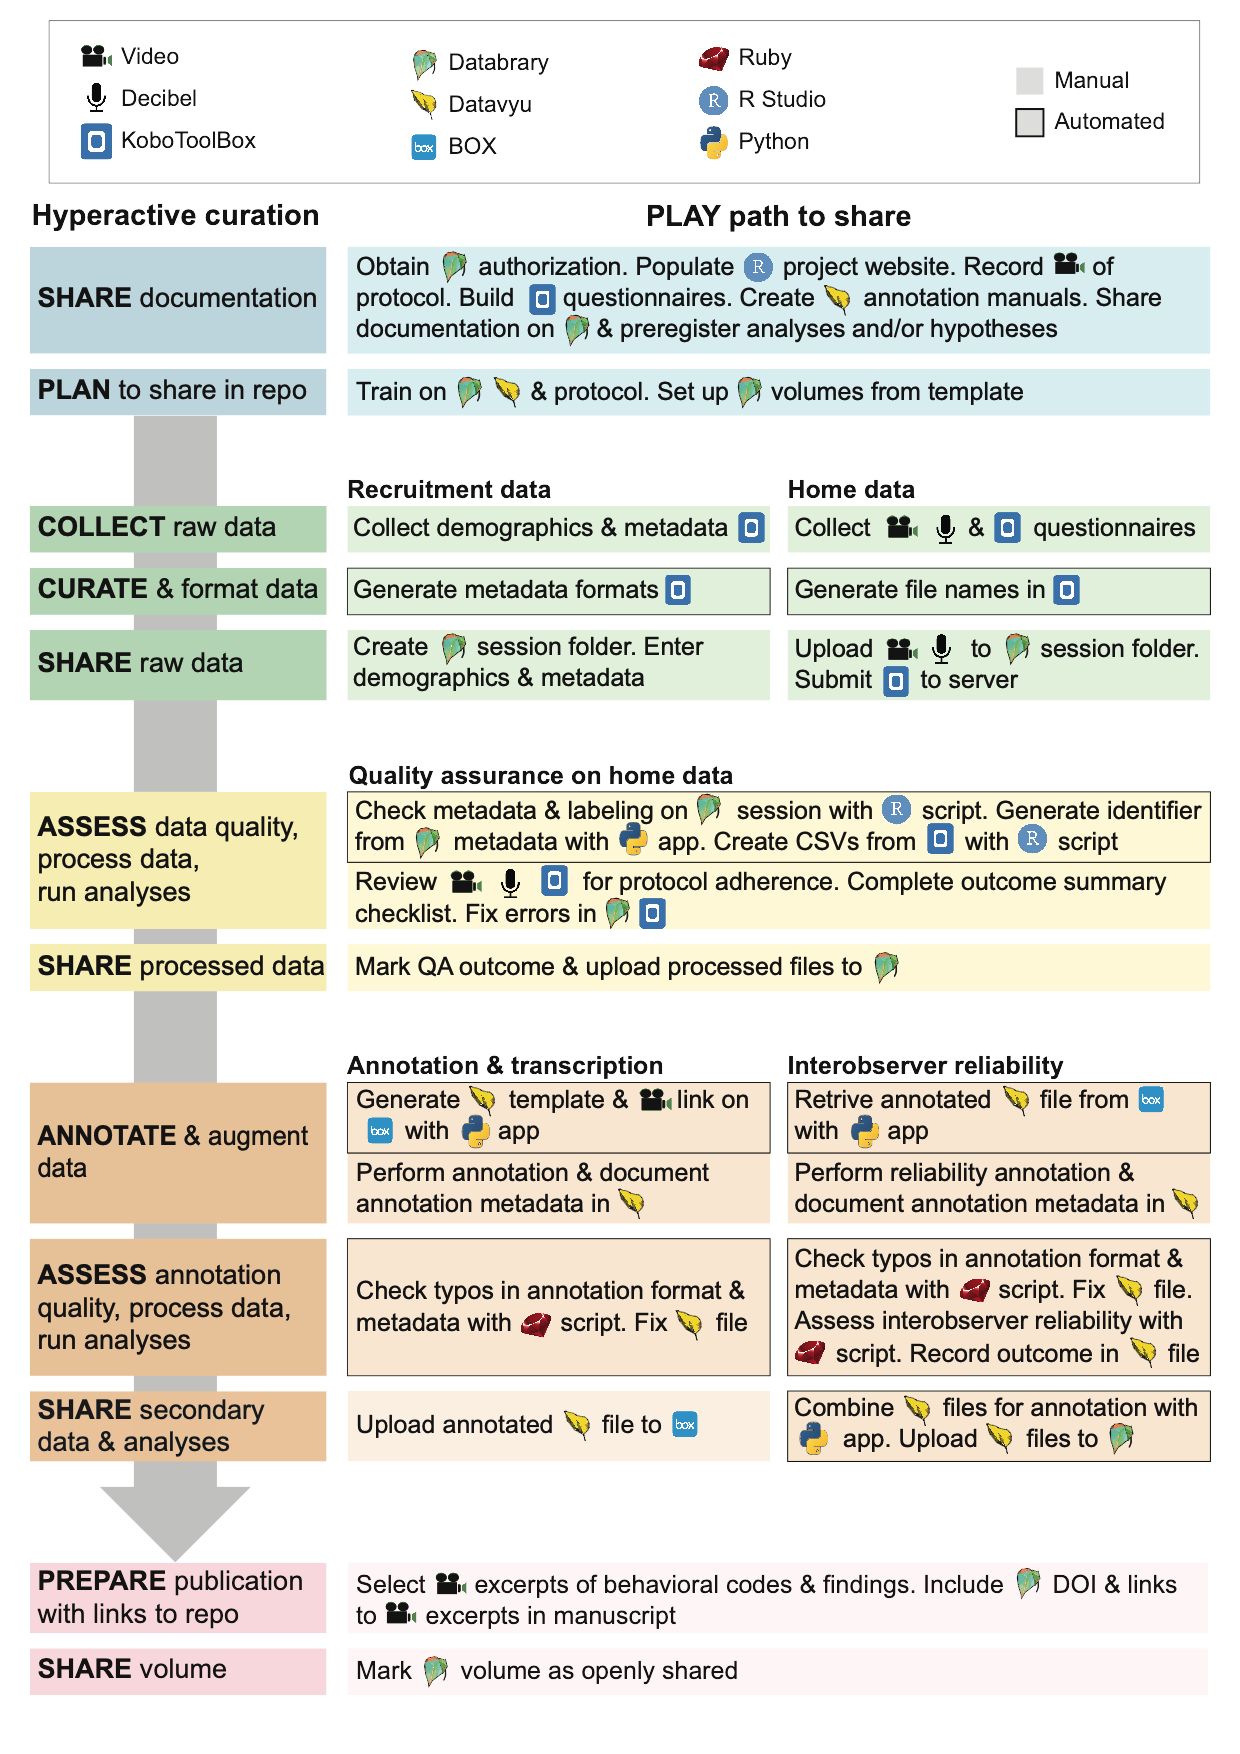 Video
Decibel
KoboToolBox
Databrary
Datavyu
box
BOX
Ruby
R
R Studio
Python
Manual
Automated
Hyperactive curation
PLAY path to share
SHARE documentation
Obtain authorization. Populate R project website. Record of
protocol. Build questionnaires. Create annotation manuals. Share
documentation on & preregister analyses and/or hypotheses
PLAN to share in repo
Train on & protocol. Set up volumes from template
Recruitment data
Home data
COLLECT raw data
Collect demographics & metadata
Collect & questionnaires
CURATE & format data
Generate metadata formats
Generate file names in
SHARE raw data
Create session folder. Enter
demographics & metadata
Upload to session folder.
Submit to server
Quality assurance on home data
ASSESS data quality,
process data,
run analyses
Check metadata & labeling on session with R script. Generate identifier
from metadata with app. Create CSVs from with R script
Review for protocol adherence. Complete outcome summary
checklist. Fix errors in
SHARE processed data
Mark QA outcome & upload processed files to
Annotation & transcription
Interobserver reliability
ANNOTATE & augment
data
Generate template & link on
box with app
Perform annotation & document
annotation metadata in
Retrive annotated file from box
with app
Perform reliability annotation &
document annotation metadata in
ASSESS annotation
quality, process data,
run analyses
Check typos in annotation format &
metadata with script. Fix file
Check typos in annotation format &
metadata with script. Fix file.
Assess interobserver reliability with
script. Record outcome in file
SHARE secondary
data & analyses
Upload annotated file to box
Combine files for annotation with
app. Upload files to
PREPARE publication
with links to repo
Select excerpts of behavioral codes & findings. Include DOI & links
to excerpts in manuscript
SHARE volume
Mark volume as openly shared